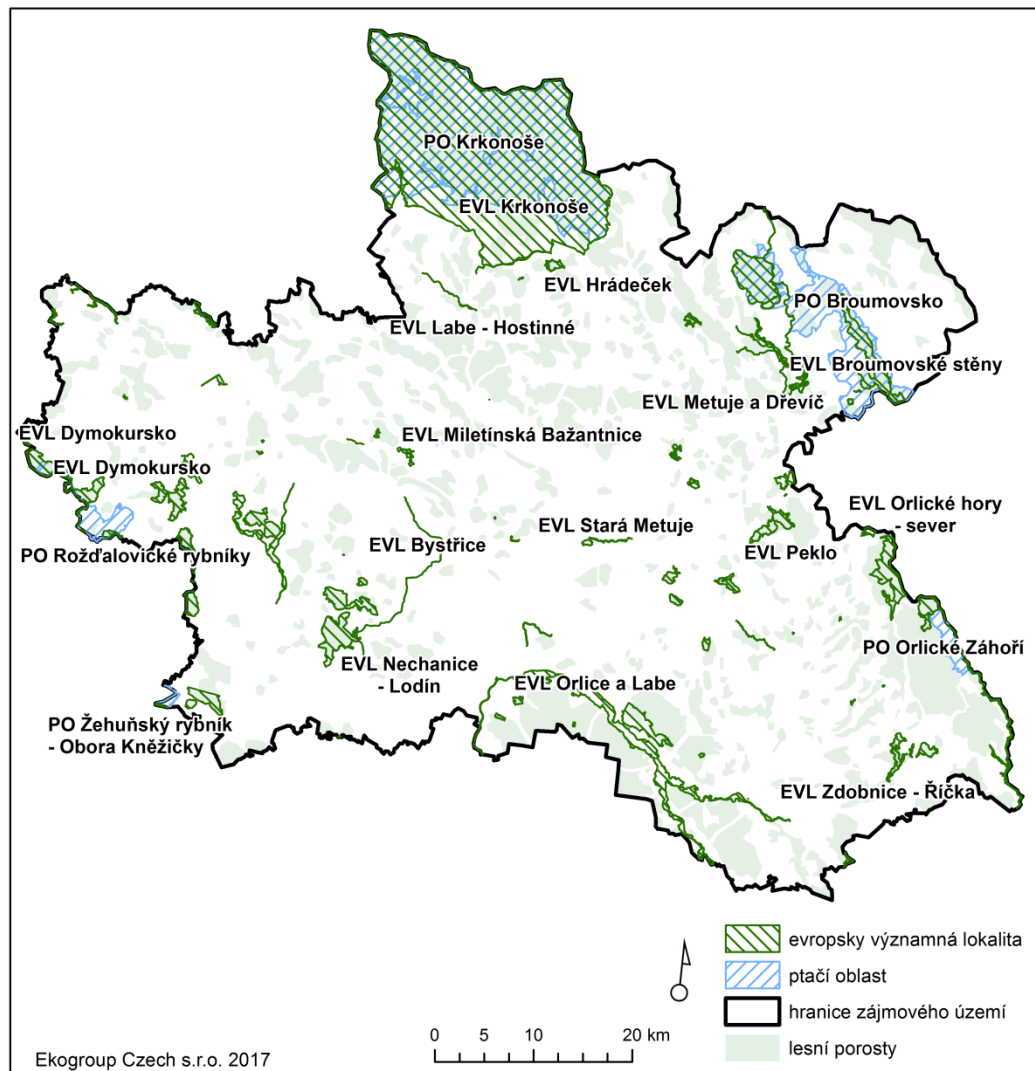 PO Krkonoše
EVL Krkonoše
EVL Hrádeček
PO Broumovsko
EVL Labe - Hostinné
EVL Broumovské stěny
EVL Metuje a Dřevíč
EVL Dymokursko
EVL Miletínská Bažantnice
EVL Dymokursko
EVL Orlické hory
- sever
EVL Stará Metuje
EVL Bystřice
EVL Peklo
PO Rožďalovické rybníky
PO Orlické Záhoří
EVL Nechanice
- Lodín
EVL Orlice a Labe
PO Žehuňský rybník
- Obora Kněžičky
EVL Zdobnice - Říčka
evropsky významná lokalita
ptačí oblast
hranice zájmového území
lesní porosty
0 5 10 20 km
Ekogroup Czech s.r.o. 2017